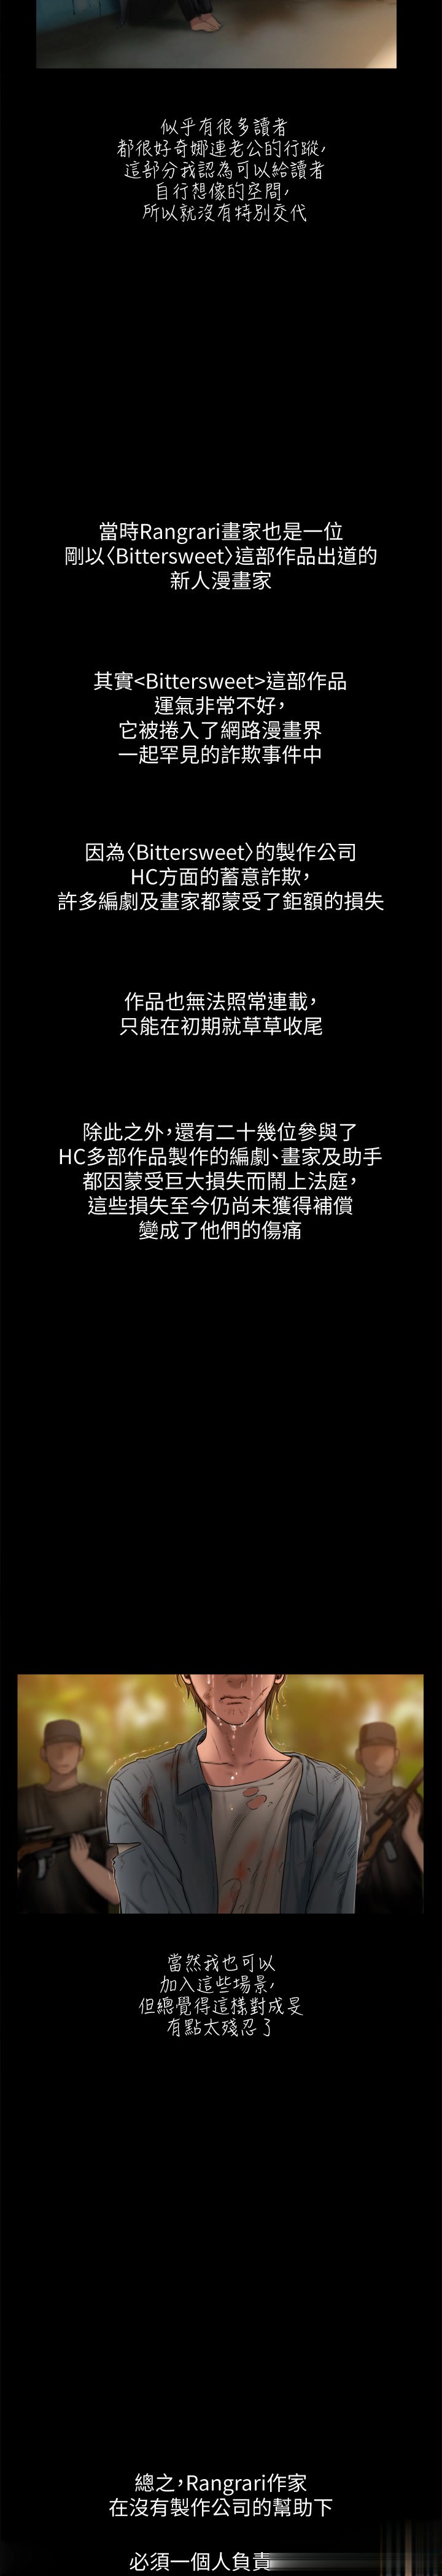 似乎有很多讀者
都很好奇娜連老公的行蹤,
這部分我認為可以給讀者
自行想像的空間,
所以就沒有特別交代
當時Rangrari畫家也是一位
剛以〈Bittersweet〉這部作品出道的
新人漫畫家
其實<Bittersweet>這部作品
運氣非常不好,
它被捲入了網路漫畫界
一起罕見的詐欺事件中
因為〈Bittersweet〉的製作公司
HC方面的蓄意詐欺,
許多編劇及畫家都蒙受了鉅額的損失
作品也無法照常連載,
只能在初期就草草收尾
除此之外,還有二十幾位參與了
HC多部作品製作的編劇、畫家及助手
都因蒙受巨大損失而鬧上法庭,
這些損失至今仍尚未獲得補償
變成了他們的傷痛
當然我也可以
加入這些場景,
但總覺得這樣對成旻
有點太殘忍了
總之,Rangrari作家
在沒有製作公司的幫助下
必須一個人負責